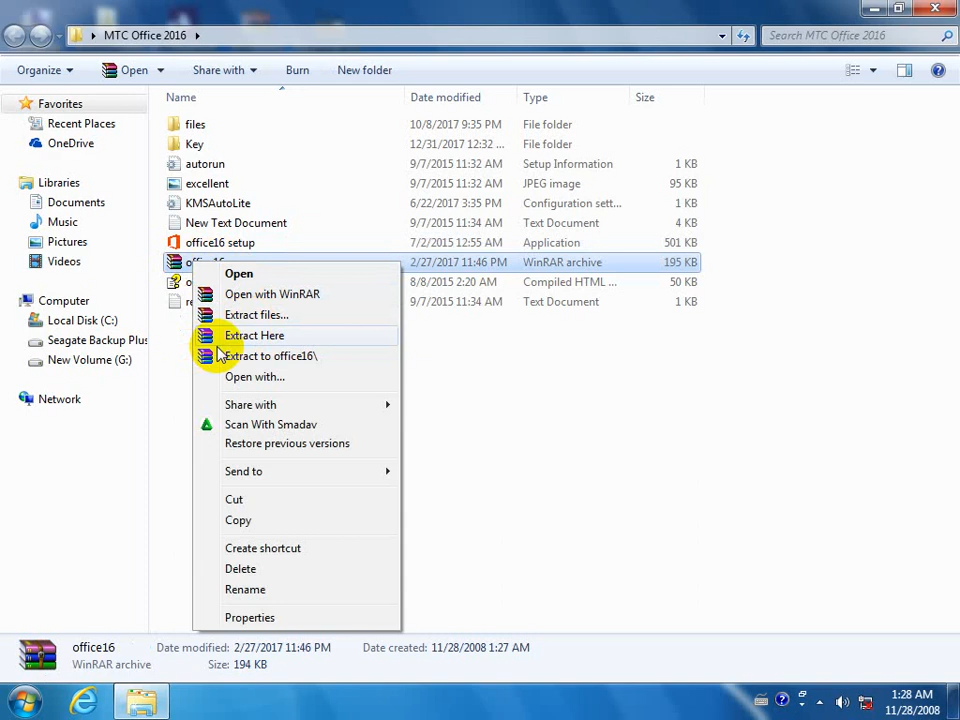 MTC Office 2016
Search MTC Office 2016
Organize
Open
Share with
Burn
New folder
Name
Date modified
Type
Size
Favorites
Recent Places
OneDrive
Libraries
Documents
Music
Pictures
Videos
Computer
Local Disk (C:)
Seagate Backup Plus
New Volume (G:)
Network
files 10/8/2017 9:35 PM File folder
Key 12/31/2017 12:32 ... File folder
autorun 9/7/2015 11:32 AM Setup Information 1 KB
excellent 9/7/2015 11:32 AM JPEG image 95 KB
KMSAutoLite 6/22/2017 3:35 PM Configuration sett... 1 KB
New Text Document 9/7/2015 11:34 AM Text Document 4 KB
office16 setup 7/2/2015 12:55 AM Application 501 KB
office16 2/27/2017 11:46 PM WinRAR archive 195 KB
8/8/2015 2:20 AM Compiled HTML ... 50 KB
9/7/2015 11:34 AM Text Document 1 KB
Open
Open with WinRAR
Extract files...
Extract Here
Extract to office16\
Open with...
Share with
Scan With Smadav
Restore previous versions
Send to
Cut
Copy
Create shortcut
Delete
Rename
Properties
office16 Date modified: 2/27/2017 11:46 PM Date created: 11/28/2008 1:27 AM
WinRAR archive Size: 194 KB
1:28 AM
11/28/2008